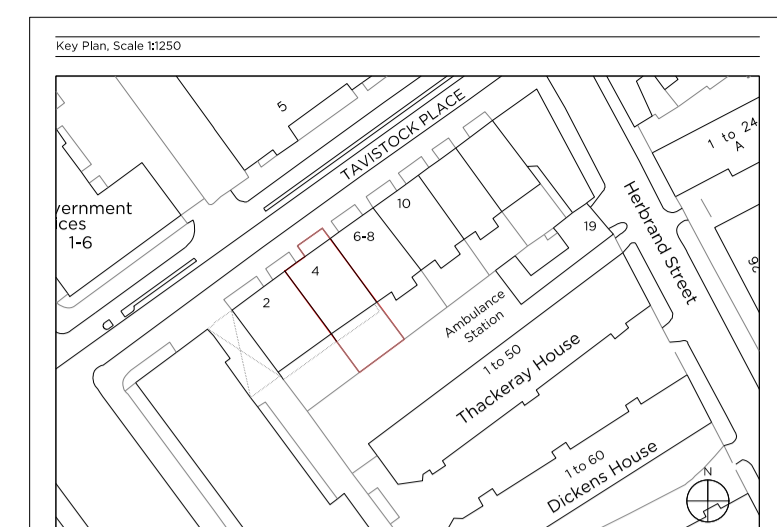 Key Plan, Scale 1:1250
5
TAVISTOCK PLACE
1 to 24
A
vernment
ices
1-6
Herbrand Street
10
6-8
19
4
2
26
Ambulance
Station
1 to 50
Thackeray House
1 to 60
Dickens House
N